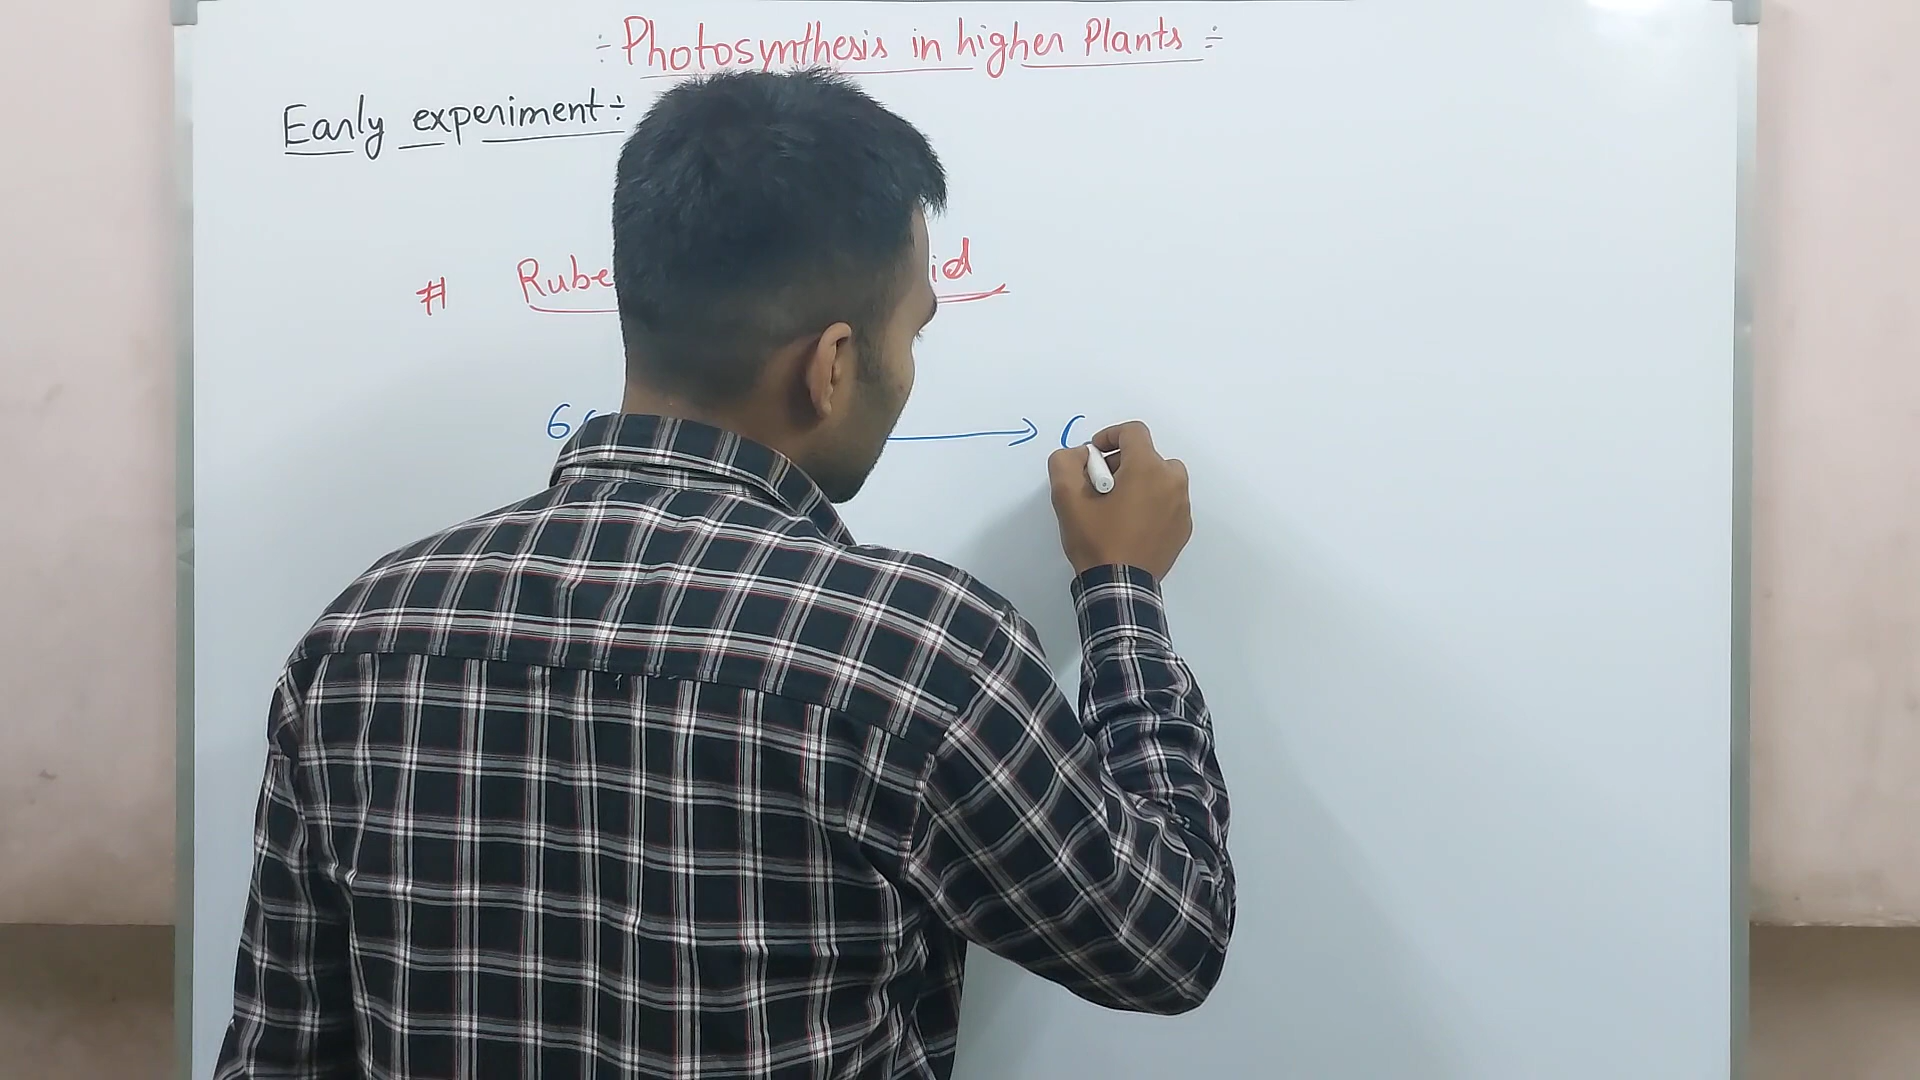 ÷ Photosynthesis in higher Plants ÷
Early experiment ÷
# Rube
6 → C